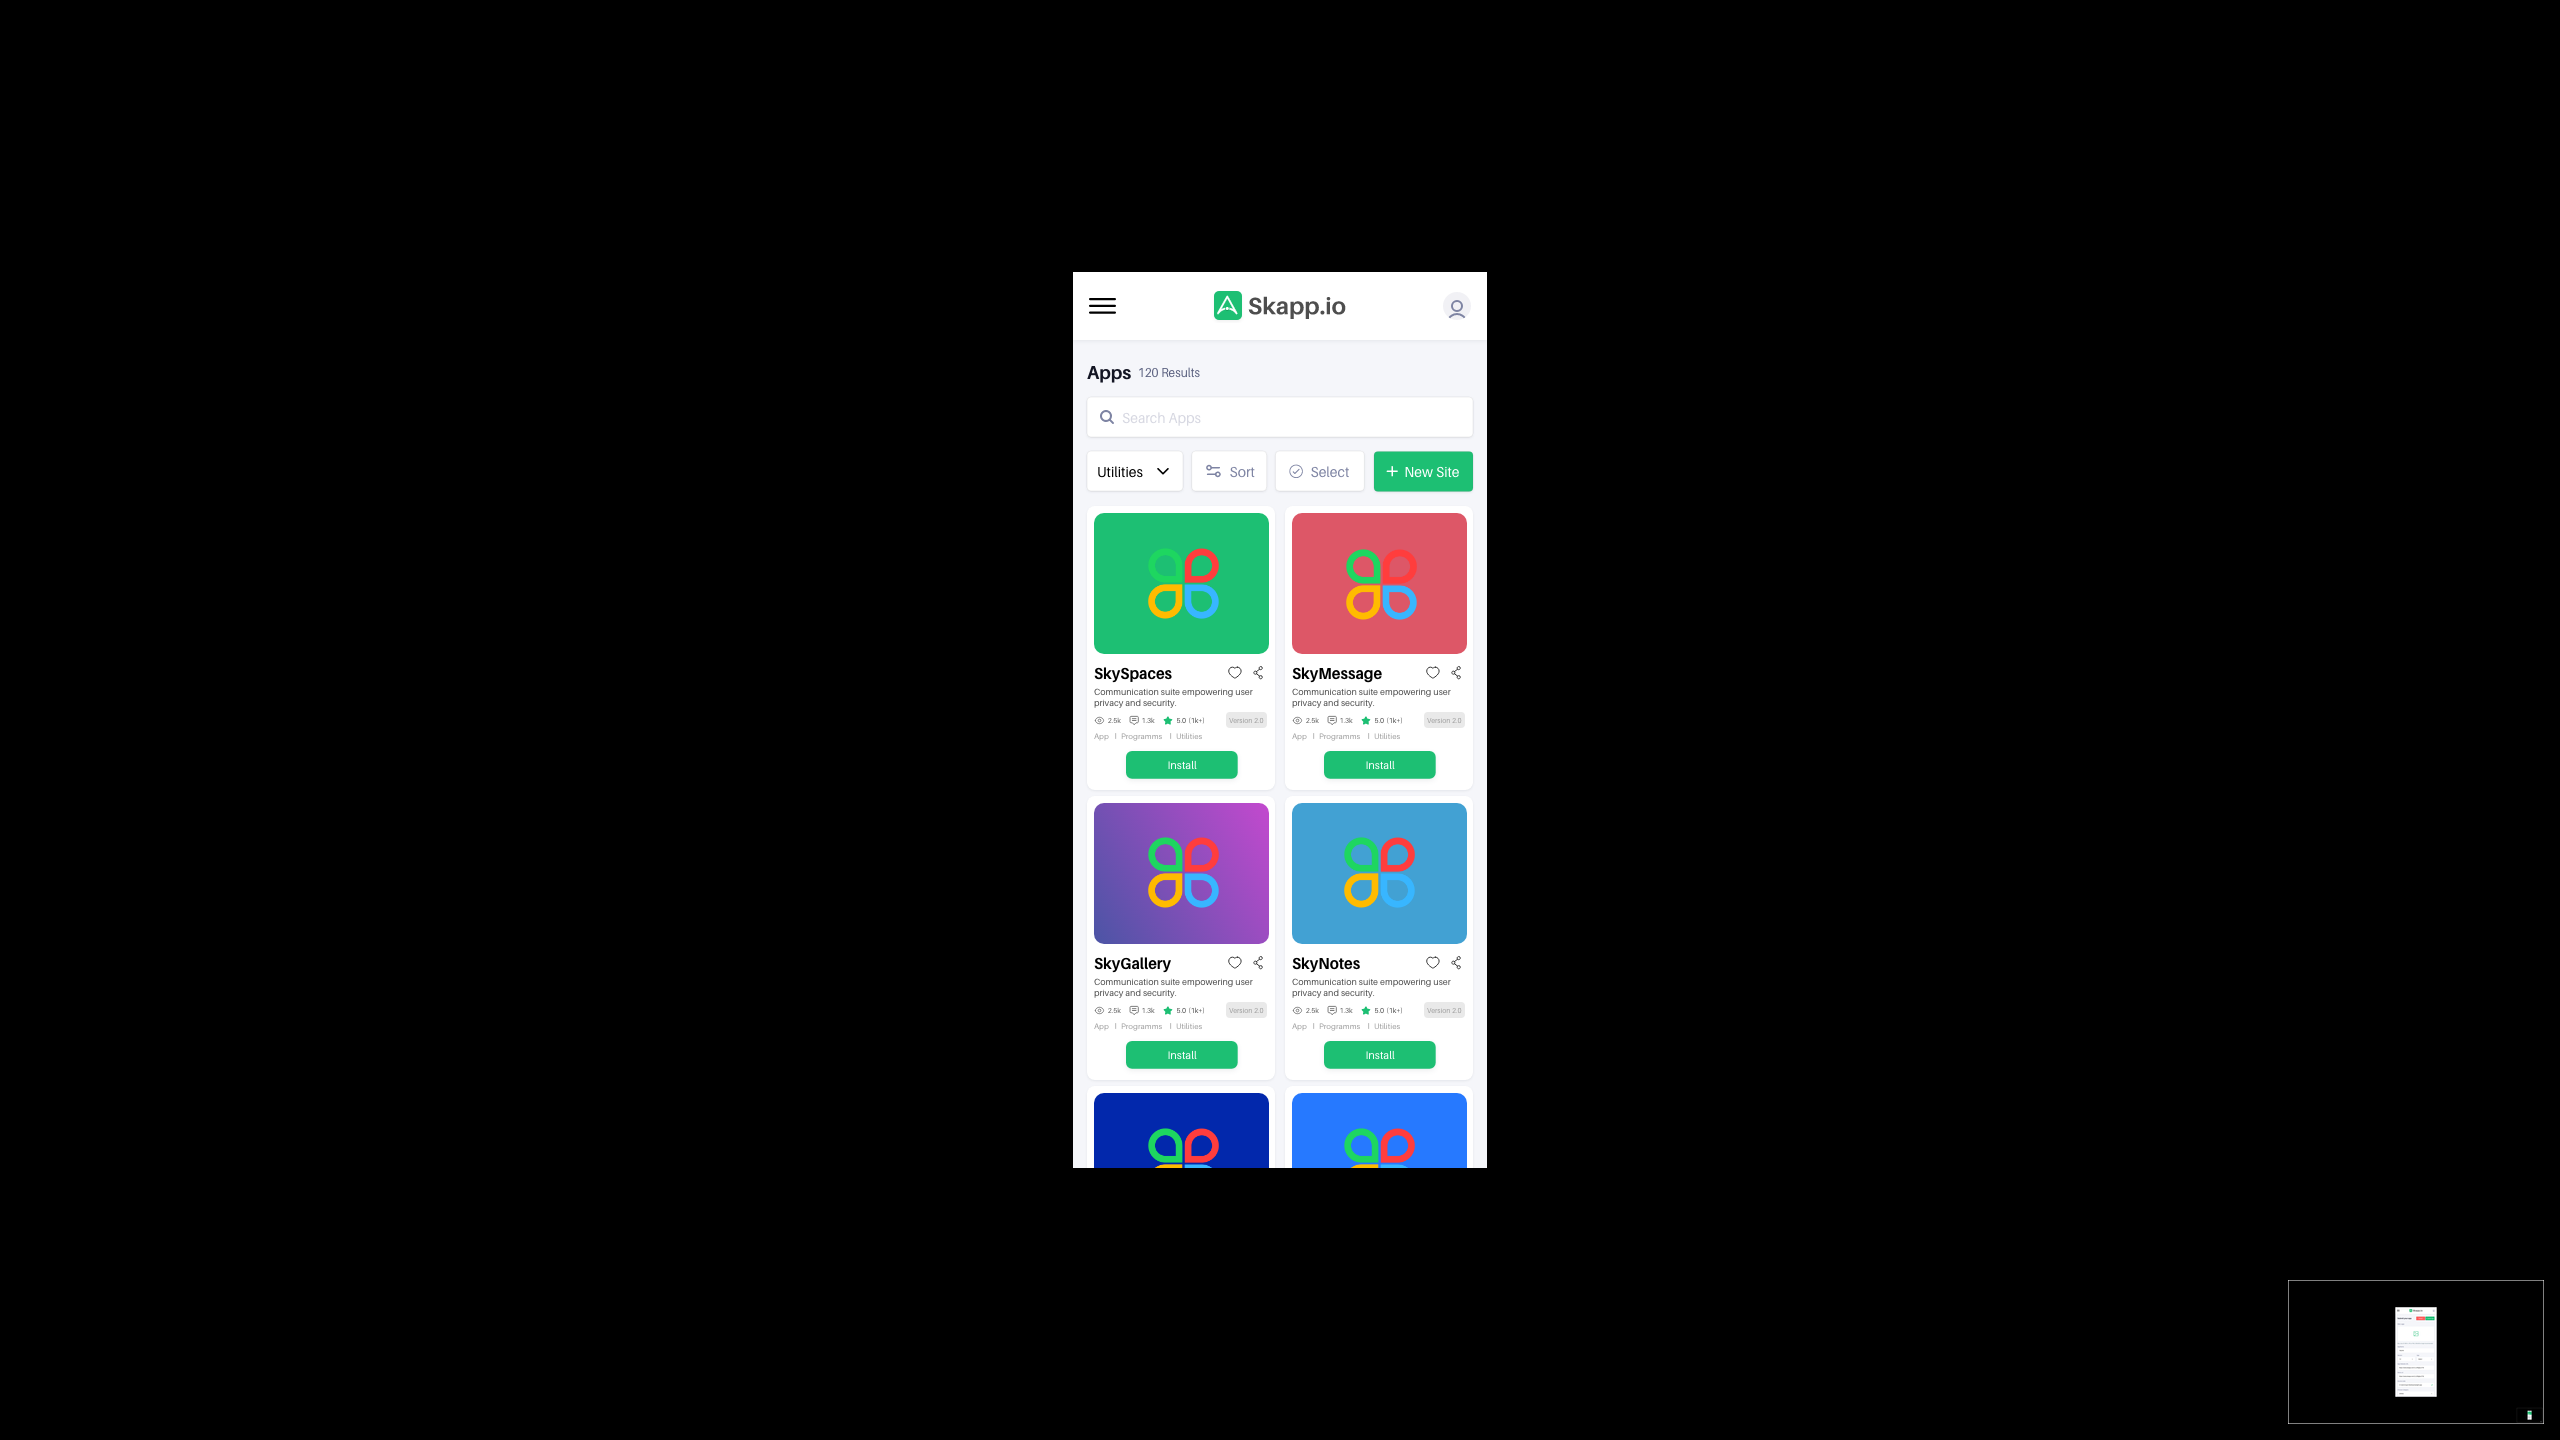 Skapp.io
Apps 120 Results
Search Apps
Utilities Sort Select + New Site
SkySpaces
Communication suite empowering user
privacy and security.
2.5k 1.3k 5.0 (1k+) Version 2.0
App | Programms | Utilities
Install
SkyMessage
Communication suite empowering user
privacy and security.
2.5k 1.3k 5.0 (1k+) Version 2.0
App | Programms | Utilities
Install
SkyGallery
Communication suite empowering user
privacy and security.
2.5k 1.3k 5.0 (1k+) Version 2.0
App | Programms | Utilities
Install
SkyNotes
Communication suite empowering user
privacy and security.
2.5k 1.3k 5.0 (1k+) Version 2.0
App | Programms | Utilities
Install